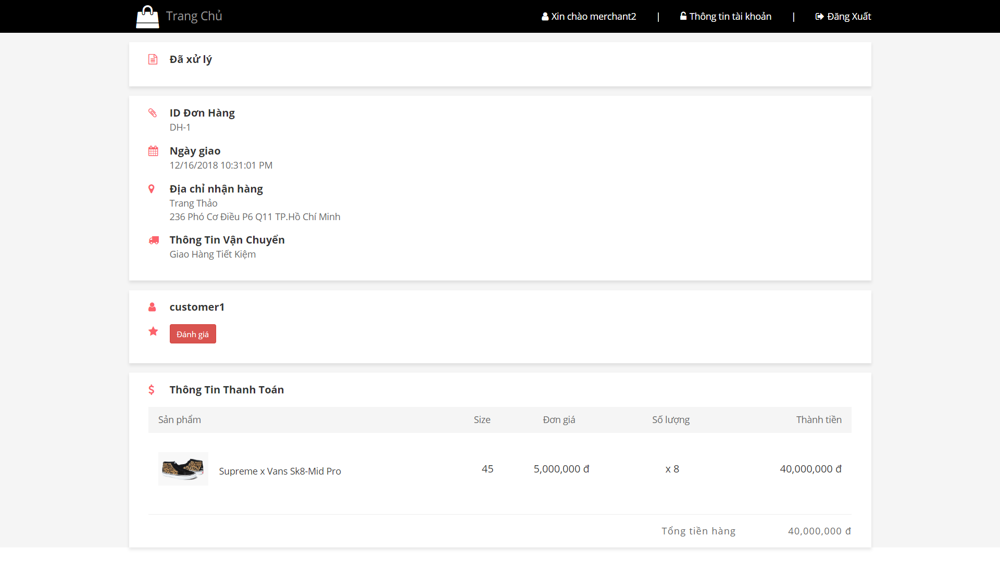 Trang Chủ
Xin chào merchant2 | Thông tin tài khoản | Đăng Xuất
Đã xử lý
ID Đơn Hàng
DH-1
Ngày giao
12/16/2018 10:31:01 PM
Địa chỉ nhận hàng
Trang Thảo
236 Phó Cơ Điều P6 Q11 TP.Hồ Chí Minh
Thông Tin Vận Chuyển
Giao Hàng Tiết Kiệm
customer1
Đánh giá
Thông Tin Thanh Toán
Sản phẩm Size Đơn giá Số lượng Thành tiền
Supreme x Vans Sk8-Mid Pro 45 5,000,000 đ x 8 40,000,000 đ
Tổng tiền hàng 40,000,000 đ